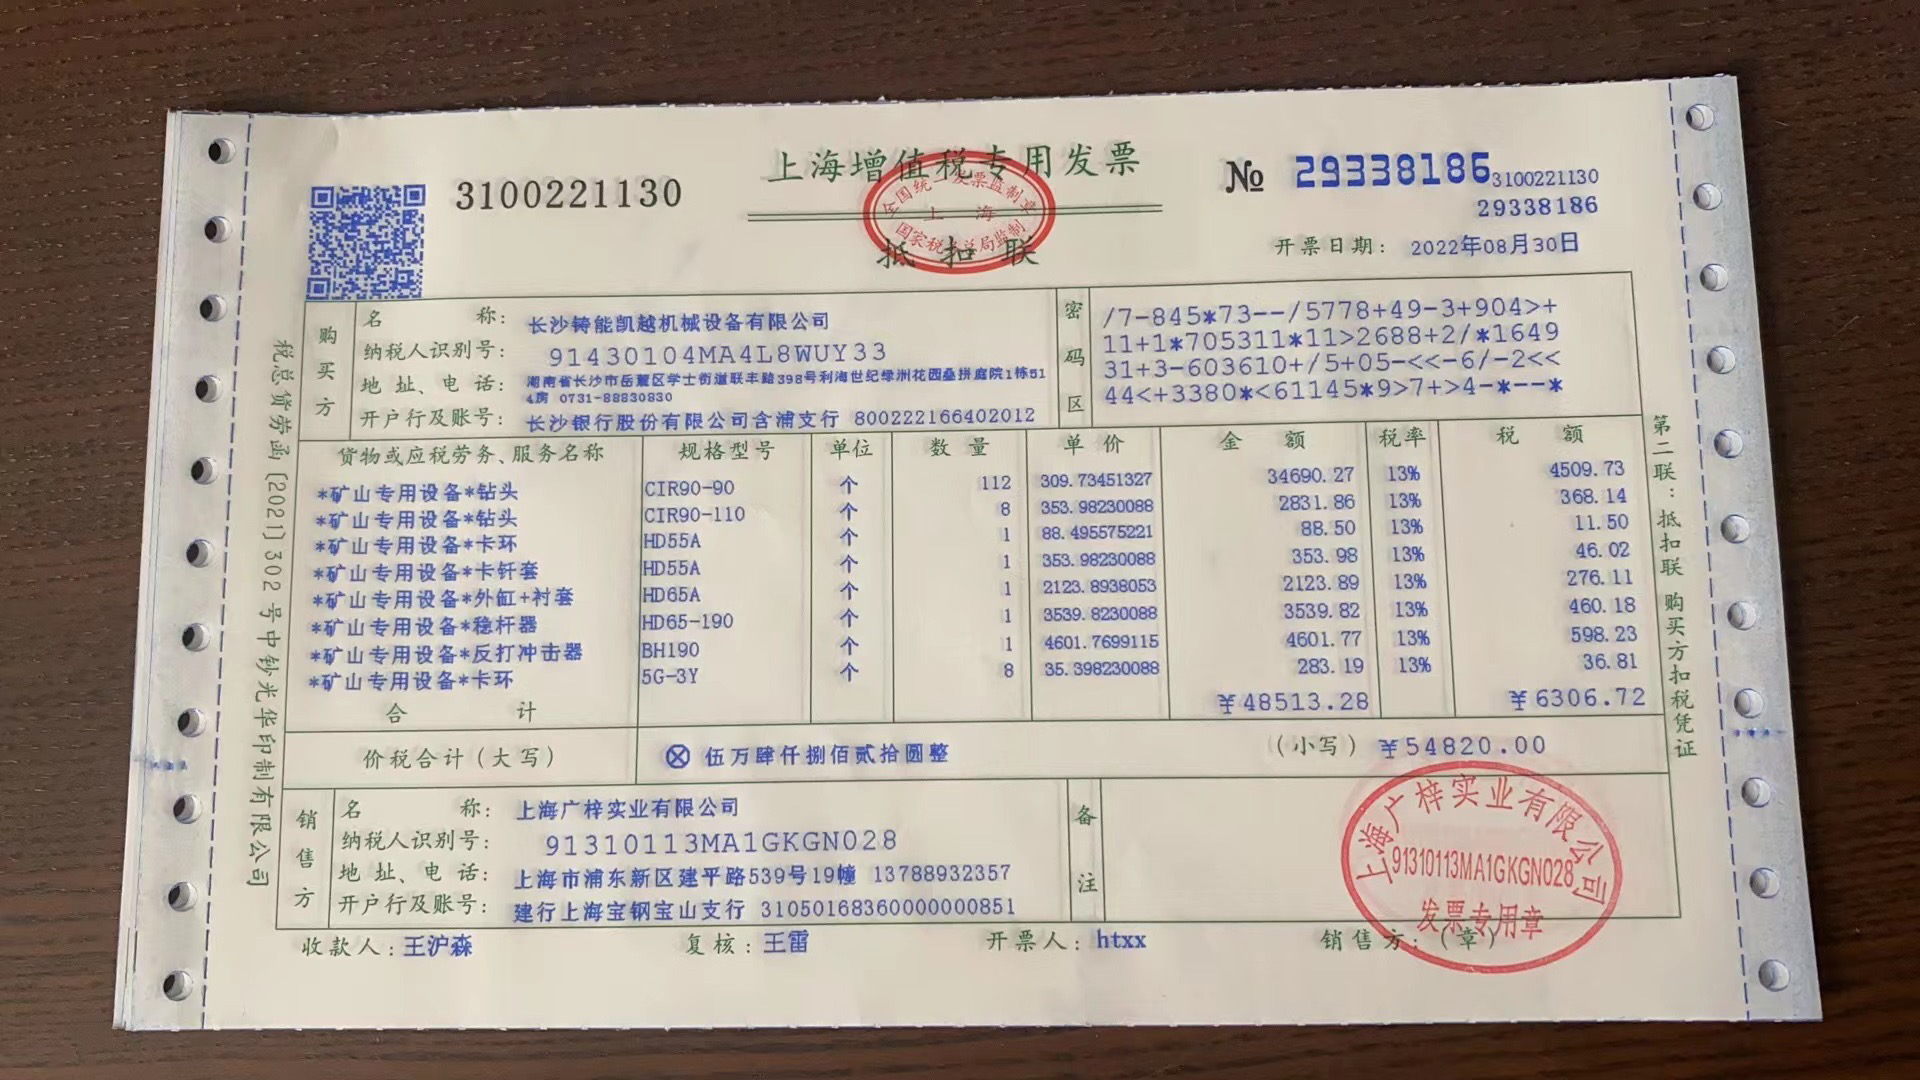 上海增值税专用发票
3100221130
№ 29338186
3100221130
29338186
全国统一发票监制章
上海
国家税务总局监制
抵扣联
开票日期: 2022年08月30日
购买方
名称: 长沙铸能凯越机械设备有限公司
纳税人识别号: 91430104MA4L8WUY33
地址、电话: 湖南省长沙市岳麓区学士街道联丰路398号利海世纪绿洲花园叠拼庭院1栋51
4房 0731-88830830
开户行及账号: 长沙银行股份有限公司含浦支行 800222166402012
密码区
/7-845*73--/5778+49-3+904>+
11+1*705311*11>2688+2/*1649
31+3-603610+/5+05-<<-6/-2<<
44<+3380*<61145*9>7+>4-*--*
货物或应税劳务、服务名称 规格型号 单位 数量 单价 金额 税率 税额
*矿山专用设备*钻头 CIR90-90 个 112 309.73451327 34690.27 13% 4509.73
*矿山专用设备*钻头 CIR90-110 个 8 353.98230088 2831.86 13% 368.14
*矿山专用设备*卡环 HD55A 个 1 88.495575221 88.50 13% 11.50
*矿山专用设备*卡钎套 HD55A 个 1 353.98230088 353.98 13% 46.02
*矿山专用设备*外缸+衬套 HD65A 个 1 2123.8938053 2123.89 13% 276.11
*矿山专用设备*稳杆器 HD65-190 个 1 3539.8230088 3539.82 13% 460.18
*矿山专用设备*反打冲击器 BH190 个 1 4601.7699115 4601.77 13% 598.23
*矿山专用设备*卡环 5G-3Y 个 8 35.398230088 283.19 13% 36.81
合计 ¥48513.28 ¥6306.72
价税合计(大写) ⊗伍万肆仟捌佰贰拾圆整 (小写) ¥54820.00
销售方
名称: 上海广梓实业有限公司
纳税人识别号: 91310113MA1GKGN028
地址、电话: 上海市浦东新区建平路539号19幢 13788932357
开户行及账号: 建行上海宝钢宝山支行 31050168360000000851
备注
上海广梓实业有限公司
91310113MA1GKGN028
发票专用章
收款人: 王沪森 复核: 王雷 开票人: htxx 销售方: (章)
税总货劳函〔2021〕302号中钞光华印制有限公司
第二联: 抵扣联 购买方扣税凭证